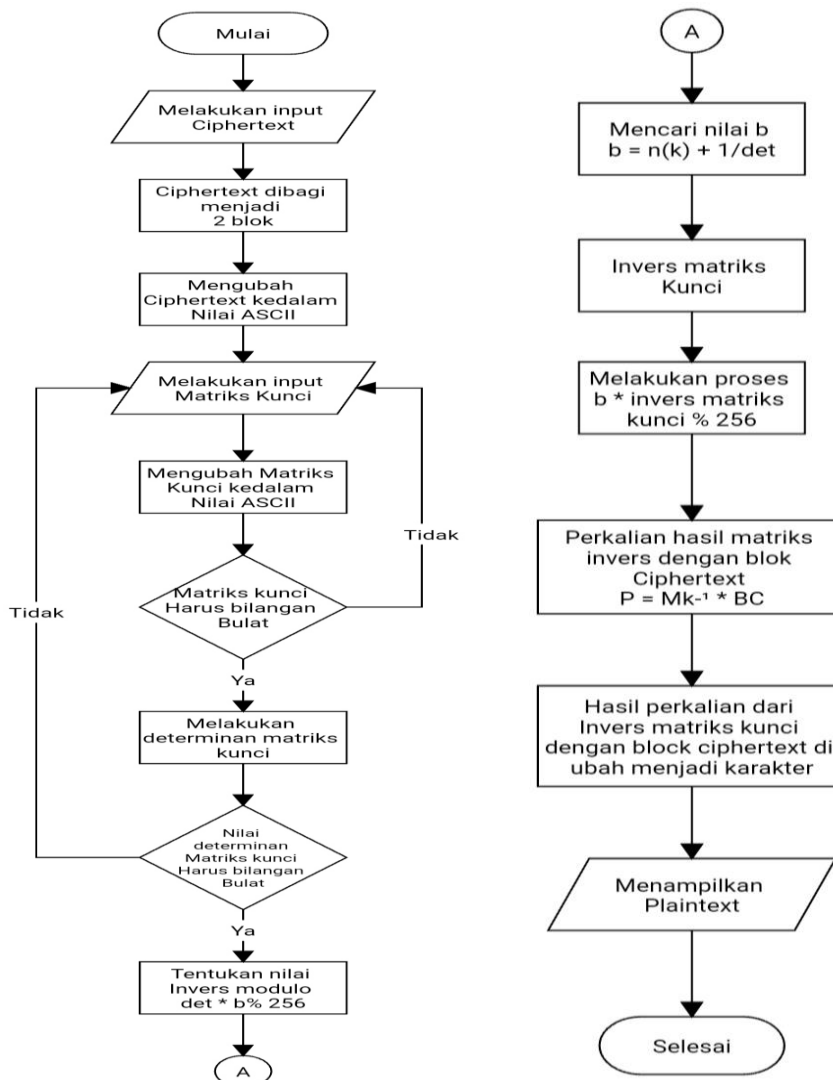 Mulai
Melakukan input
Ciphertext
Ciphertext dibagi
menjadi
2 blok
Mengubah
Ciphertext kedalam
Nilai ASCII
Melakukan input
Matriks Kunci
Mengubah Matriks
Kunci kedalam
Nilai ASCII
Tidak
Matriks kunci
Harus bilangan
Bulat
Tidak
Ya
Melakukan
determinan matriks
kunci
Nilai
determinan
Matriks kunci
Harus bilangan
Bulat
Ya
Tentukan nilai
Invers modulo
det * b% 256
A
A
Mencari nilai b
b = n(k) + 1/det
Invers matriks
Kunci
Melakukan proses
b * invers matriks
kunci % 256
Perkalian hasil matriks
invers dengan blok
Ciphertext
P = Mk-¹ * BC
Hasil perkalian dari
Invers matriks kunci
dengan block ciphertext di
ubah menjadi karakter
Menampilkan
Plaintext
Selesai